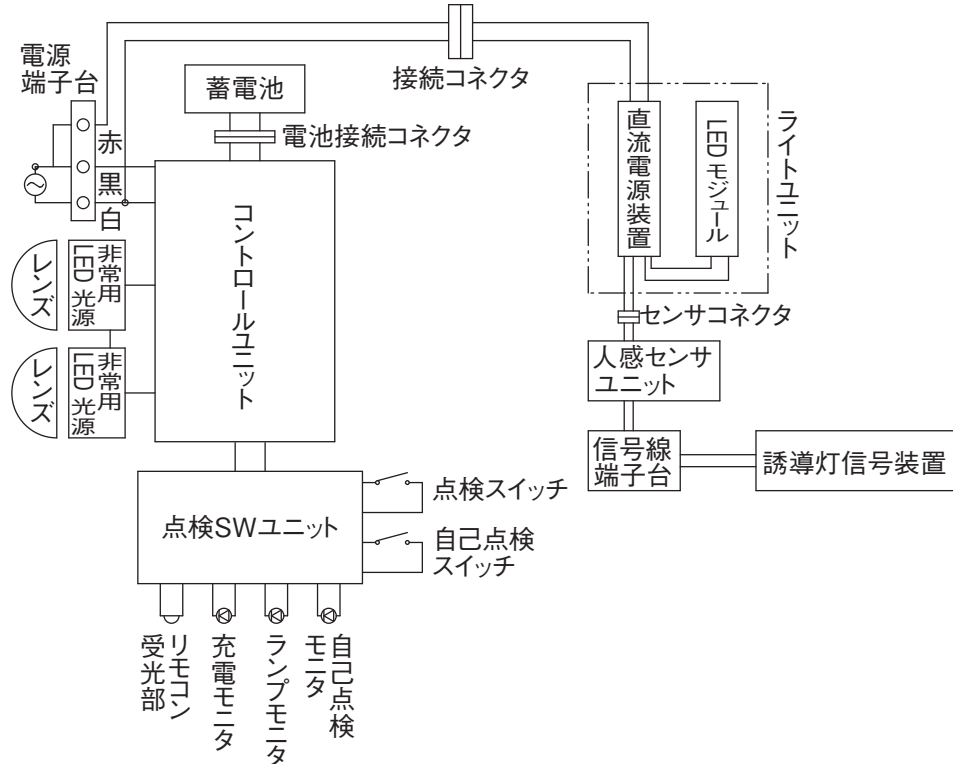 電源
端子台
接続コネクタ
蓄電池
電池接続コネクタ
赤
黒
白
コントロールユニット
直流電源装置
LEDモジュール
ライトユニット
レンズ
非常用
LED光源
レンズ
非常用
LED光源
センサコネクタ
人感センサ
ユニット
信号線
端子台
誘導灯信号装置
点検SWユニット
点検スイッチ
自己点検
スイッチ
リモコン
受光部
充電モニタ
ランプモニタ
自己点検
モニタ